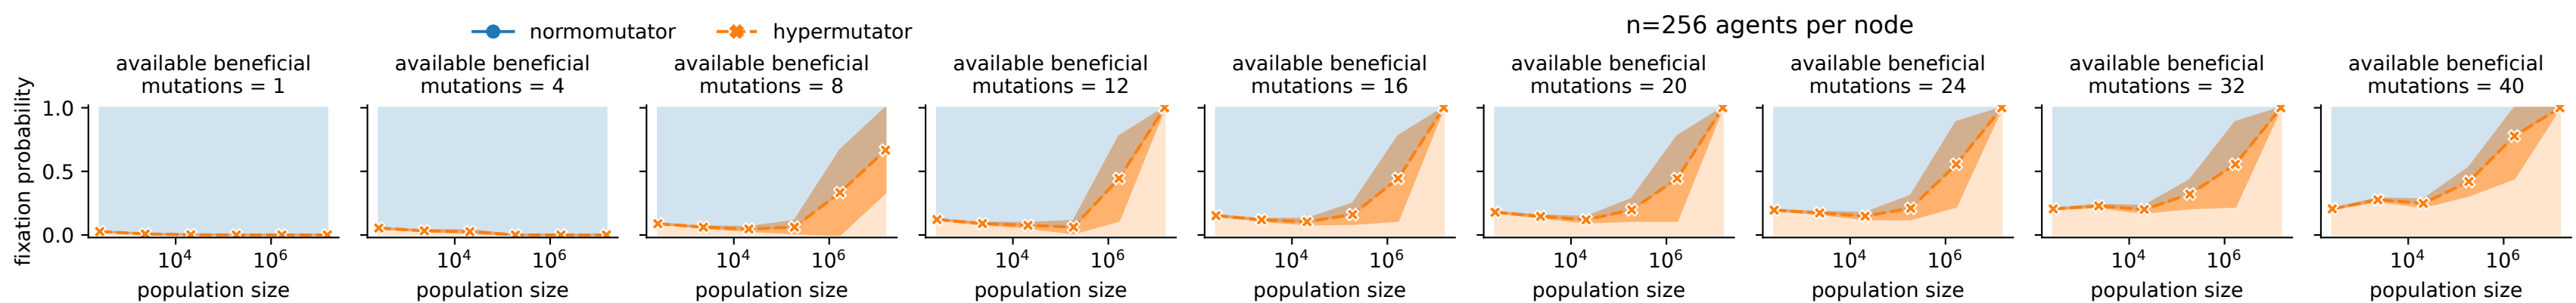 normomutator
hypermutator
n=256 agents per node
available beneficial
mutations = 1
available beneficial
mutations = 4
available beneficial
mutations = 8
available beneficial
mutations = 12
available beneficial
mutations = 16
available beneficial
mutations = 20
available beneficial
mutations = 24
available beneficial
mutations = 32
available beneficial
mutations = 40
fixation probability
1.0
0.5
0.0
10⁴ 10⁶
10⁴ 10⁶
10⁴ 10⁶
10⁴ 10⁶
10⁴ 10⁶
10⁴ 10⁶
10⁴ 10⁶
10⁴ 10⁶
10⁴ 10⁶
population size
population size
population size
population size
population size
population size
population size
population size
population size